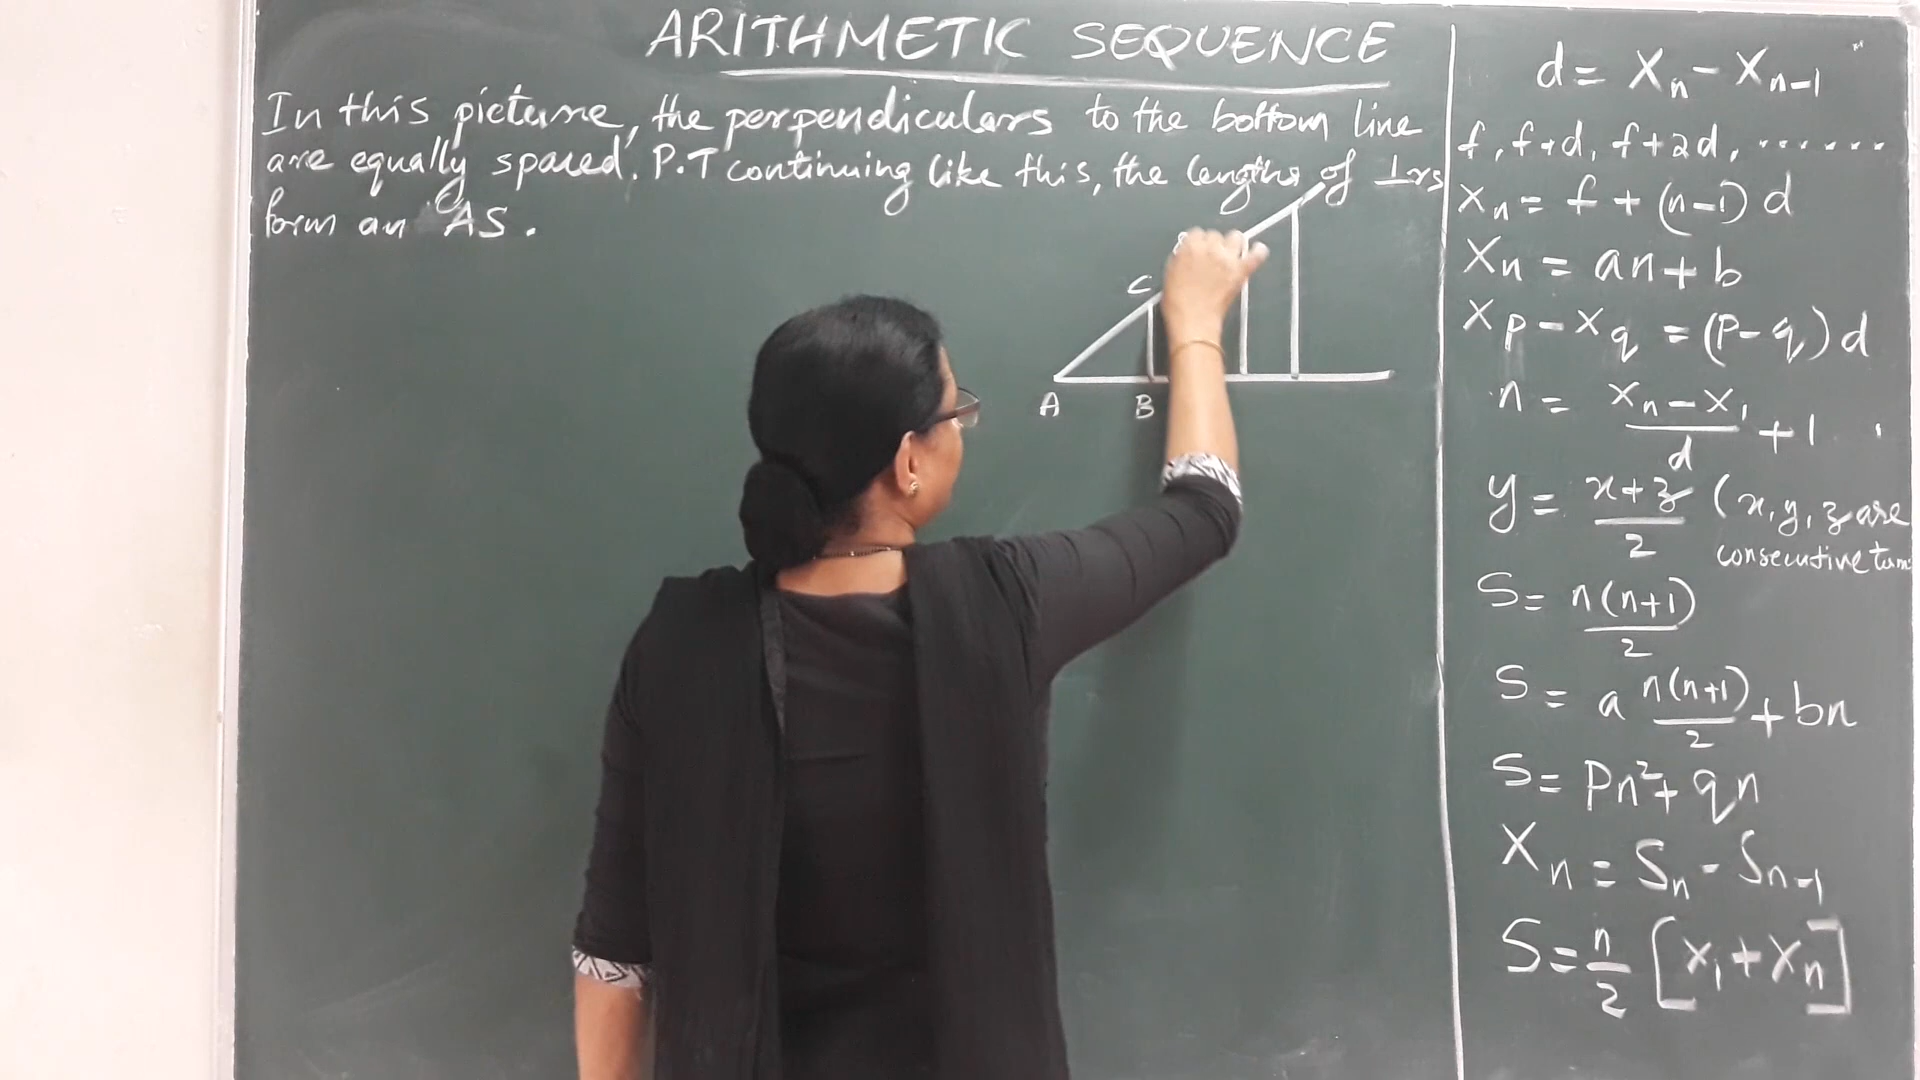 ARITHMETIC SEQUENCE
In this picture, the perpendiculars to the bottom line
are equally spaced. P.T continuing like this, the lengths of ⊥rs
form an AS.
C
A B
d = Xn - Xn-1
f, f+d, f+2d, ......
Xn = f + (n-1) d
Xn = an + b
Xp - Xq = (P-q) d
n = (Xn - X1)/d + 1
y = (x+z)/2 (x, y, z are
consecutive
S = n(n+1)/2
S = a n(n+1)/2 + bn
S = Pn² + qn
Xn = Sn - Sn-1
S = n/2 [X1 + Xn]